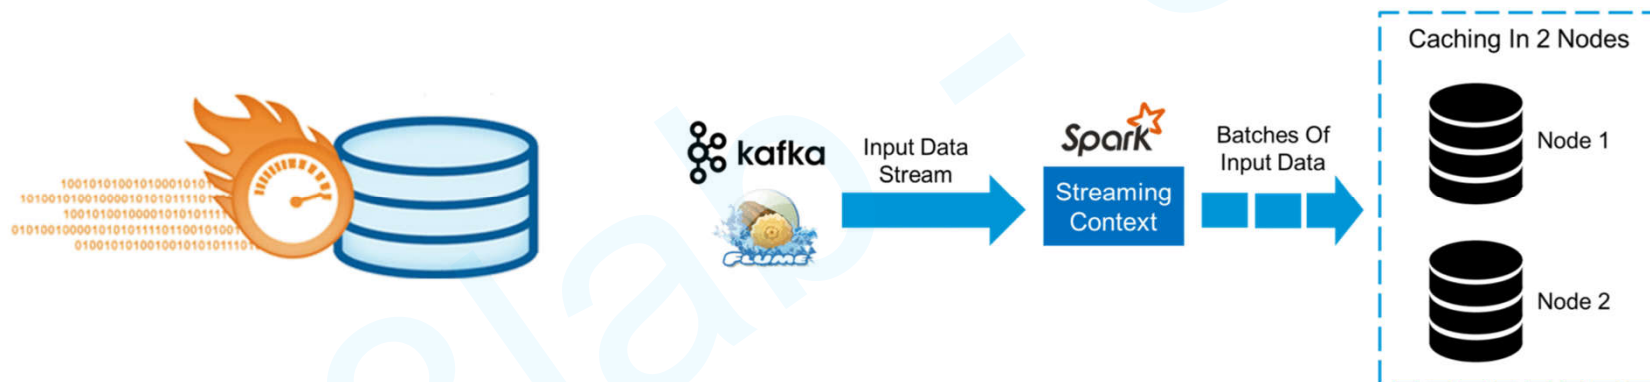 Caching In 2 Nodes
kafka
Input Data
Stream
Spark
Streaming
Context
Batches Of
Input Data
Node 1
FLUME
Node 2